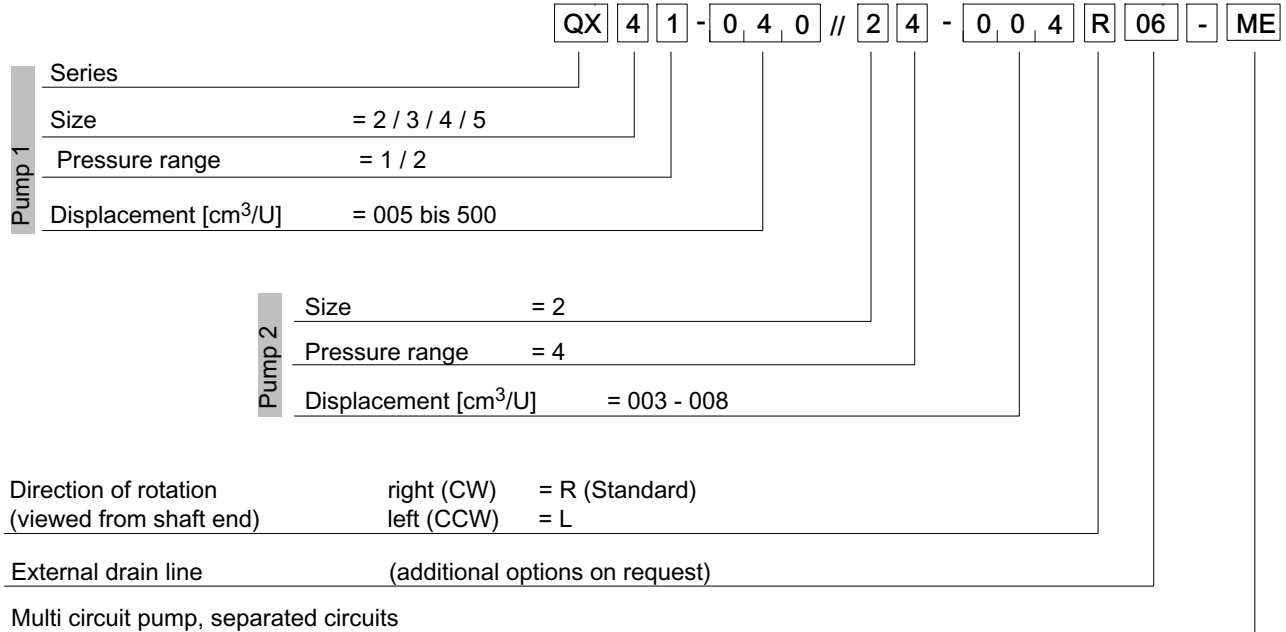 QX 4 1 - 0 4 0 // 2 4 - 0 0 4 R 06 - ME
Pump 1
Series
Size = 2 / 3 / 4 / 5
Pressure range = 1 / 2
Displacement [cm³/U] = 005 bis 500
Pump 2
Size = 2
Pressure range = 4
Displacement [cm³/U] = 003 - 008
Direction of rotation right (CW) = R (Standard)
(viewed from shaft end) left (CCW) = L
External drain line (additional options on request)
Multi circuit pump, separated circuits